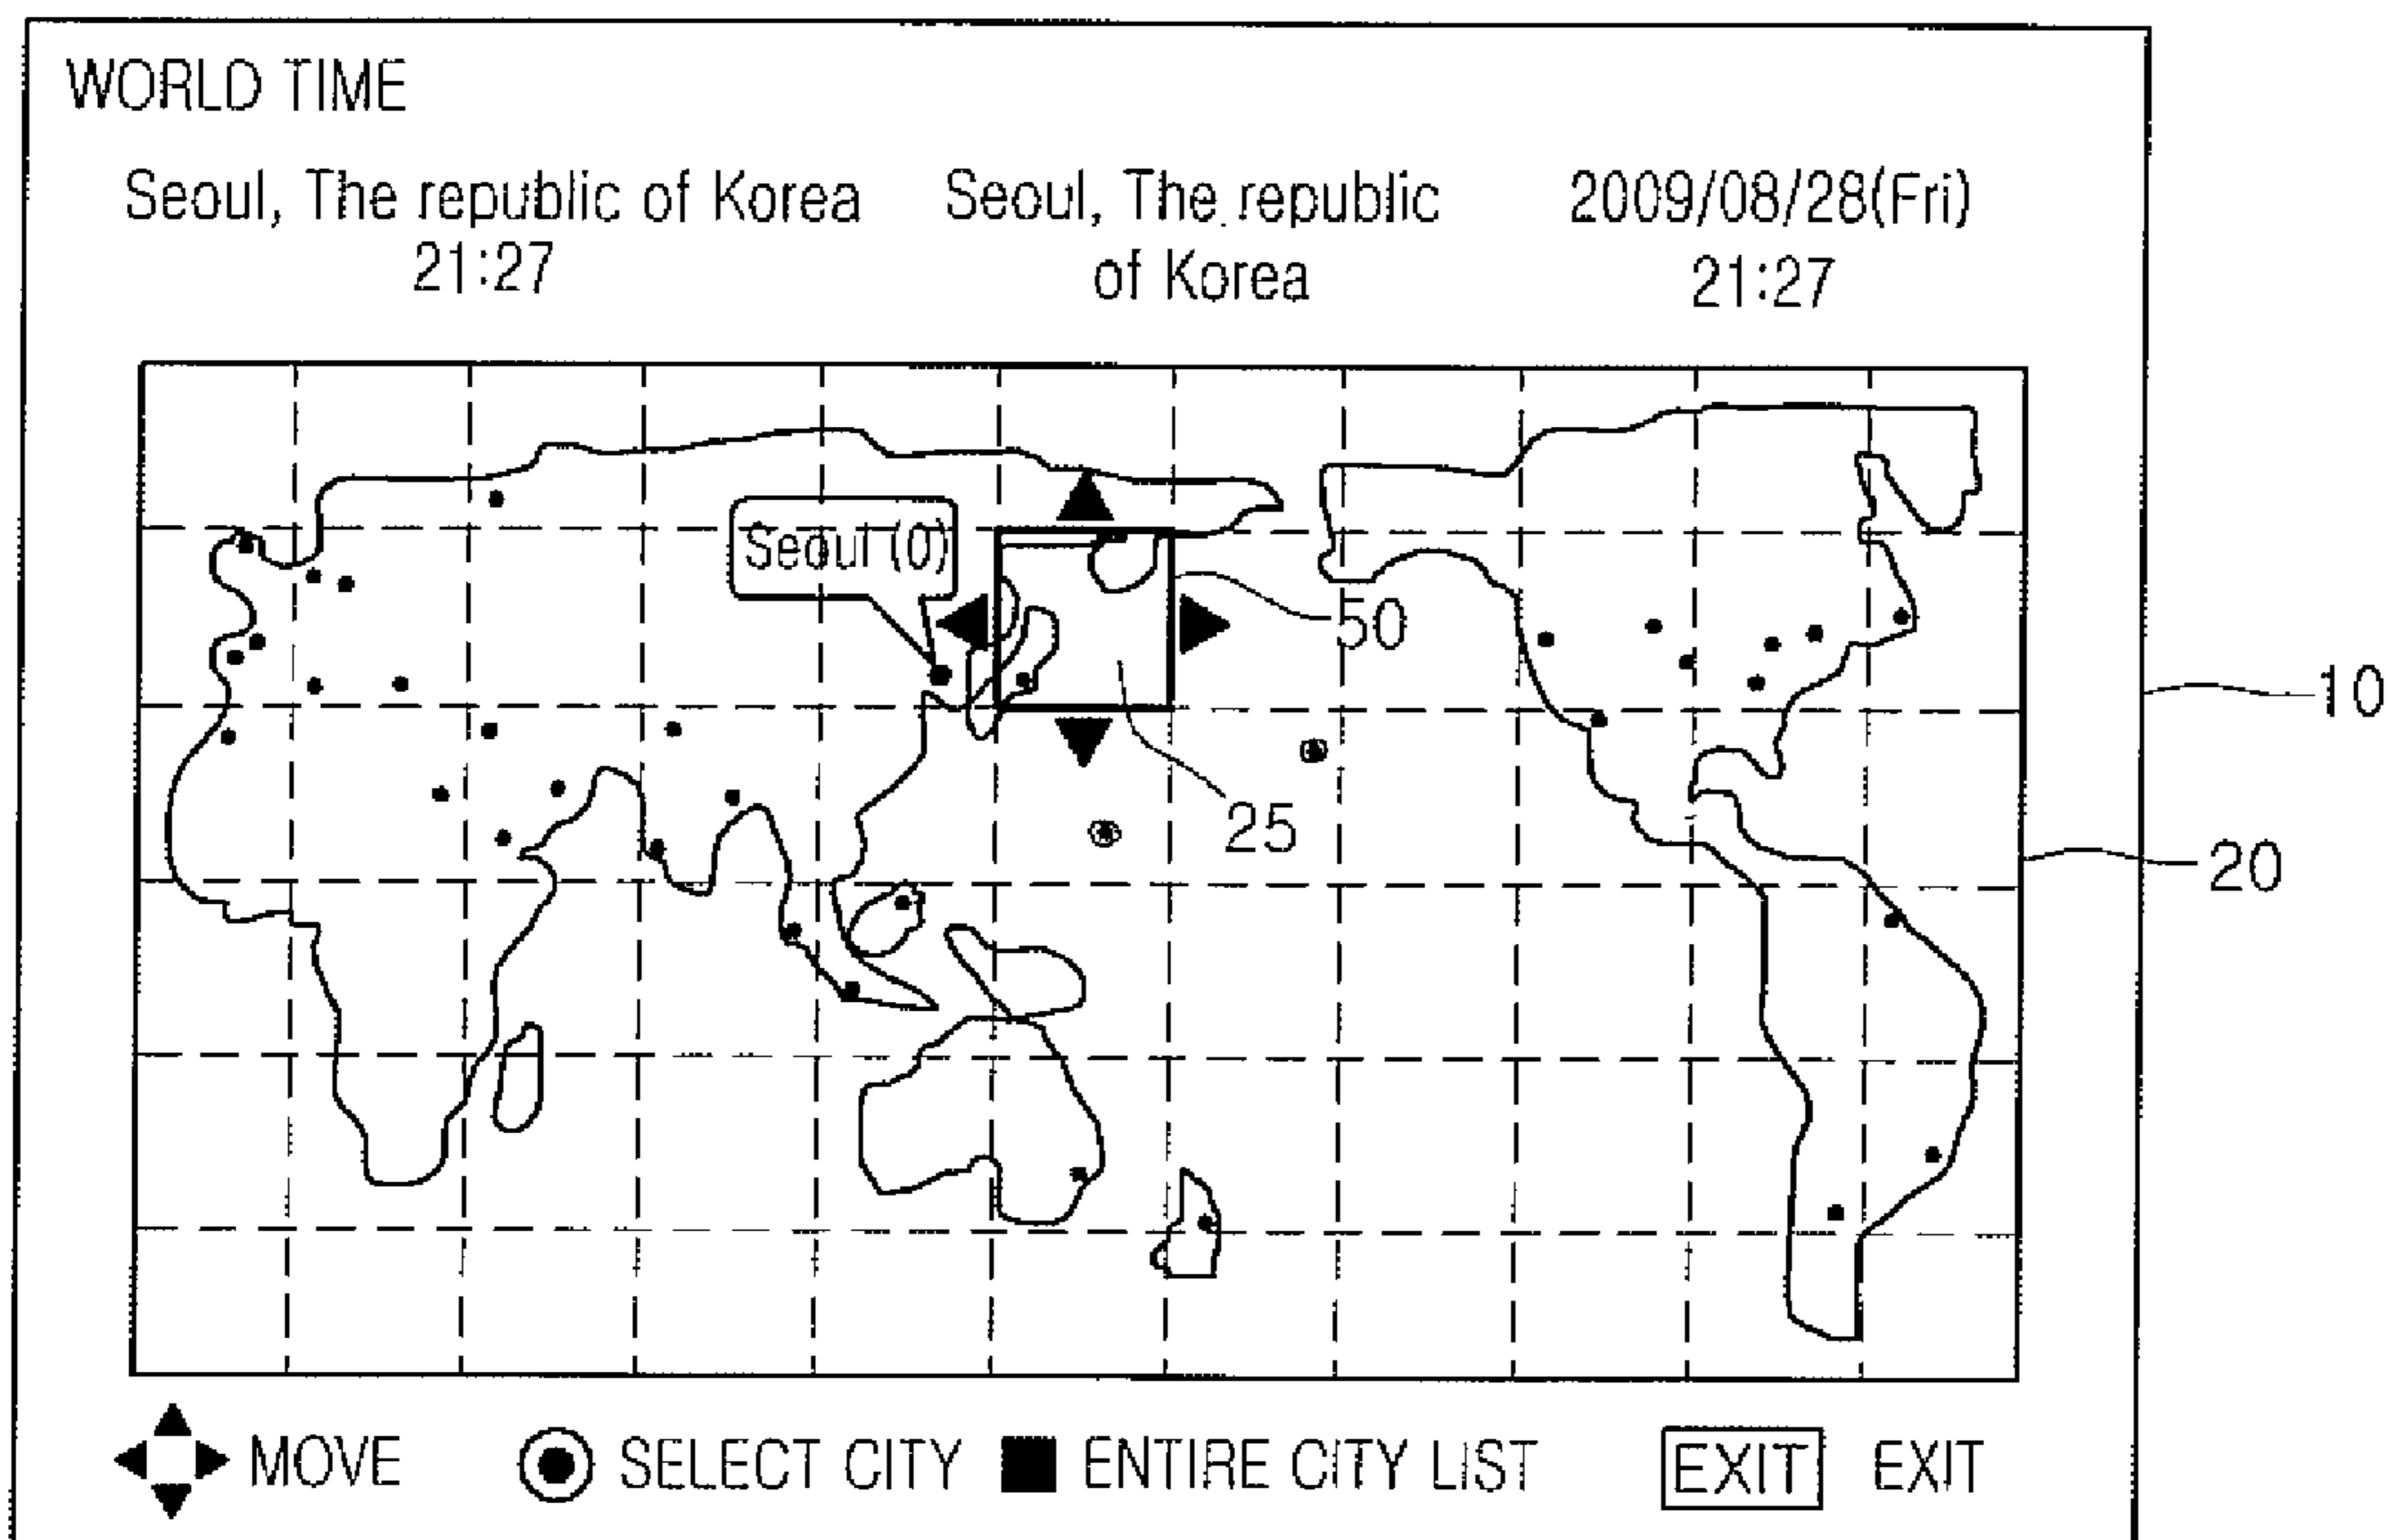 WORLD TIME
Seoul, The republic of Korea
21:27
Seoul, The republic
of Korea
2009/08/28(Fri)
21:27
Seoul (0)
50
10
25
20
MOVE
SELECT CITY
ENTIRE CITY LIST
EXIT
EXIT